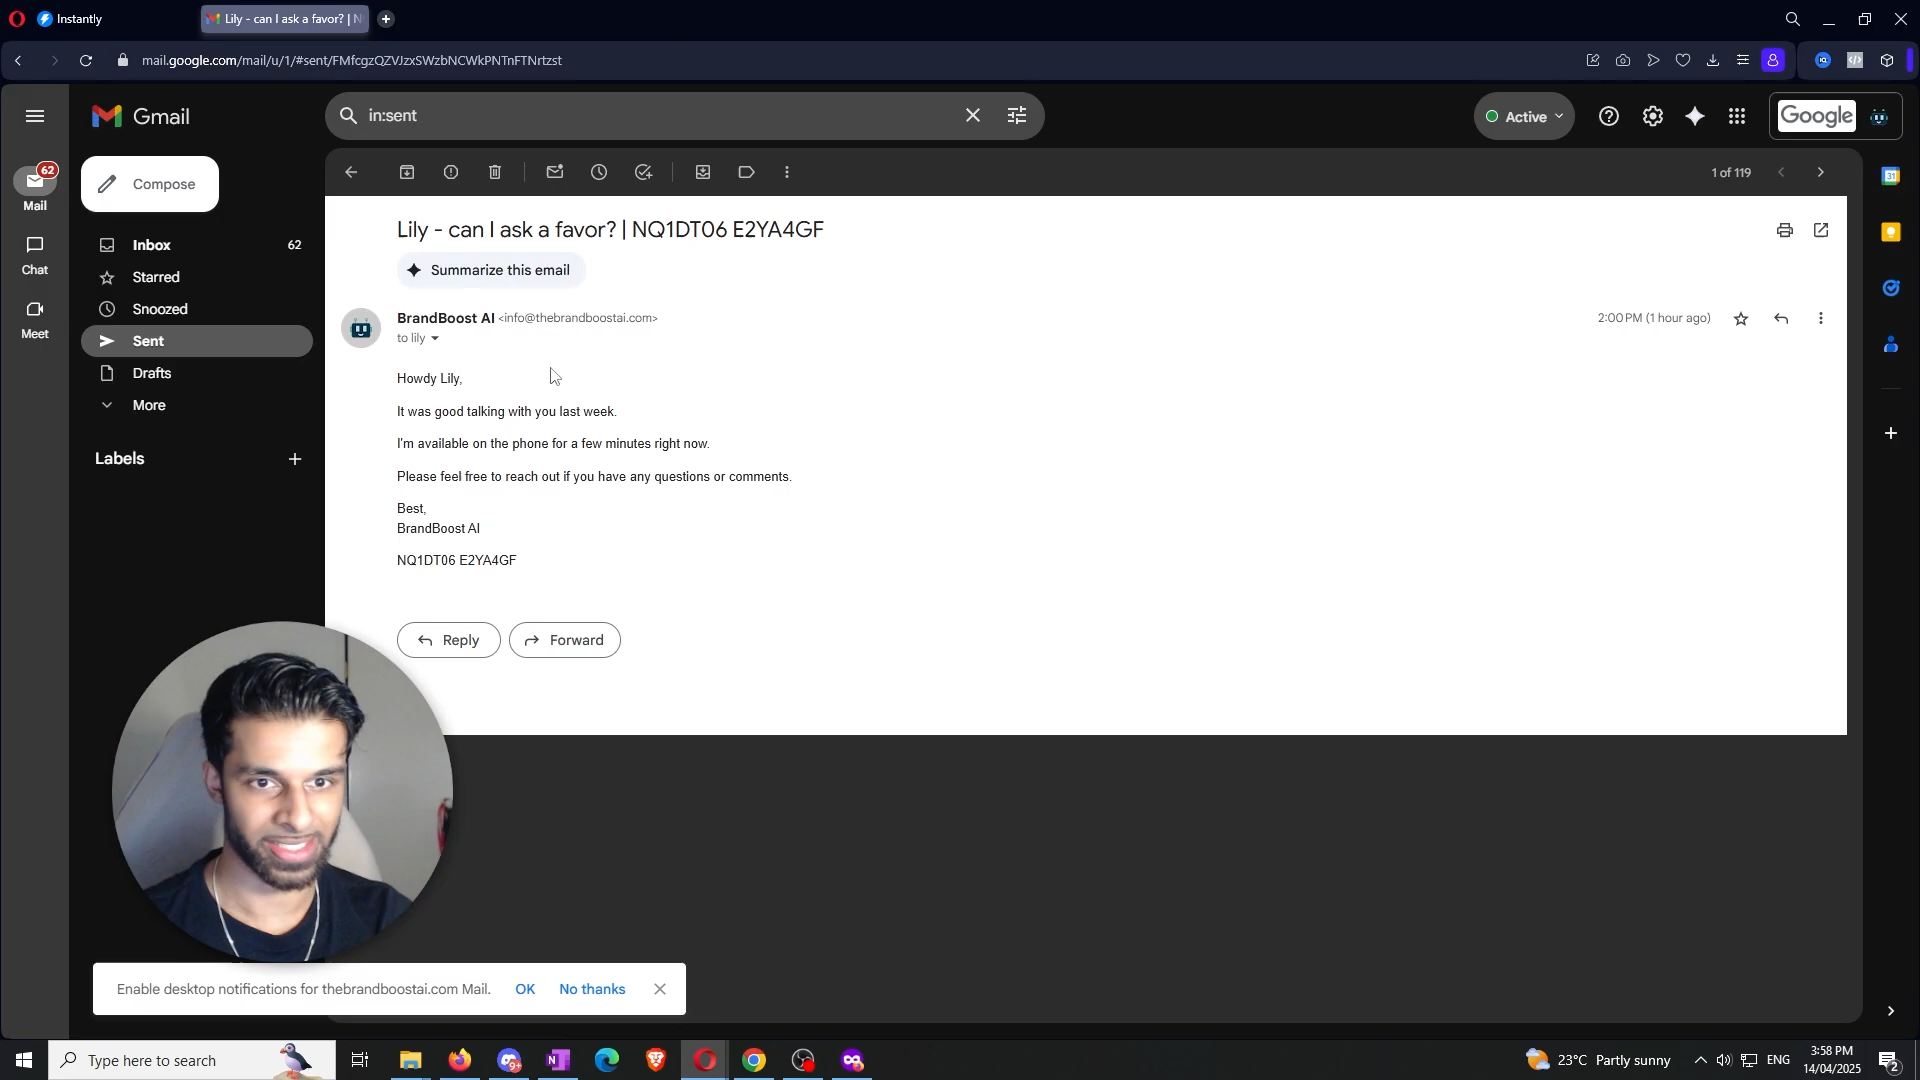 Instantly
Lily - can I ask a favor? | N
mail.google.com/mail/u/1/#sent/FMfcgzQZVJzxSWzbNCWkPNTnFTNrtzst
Gmail
in:sent
Active
Google
62
Mail
Chat
Meet
Compose
Inbox 62
Starred
Snoozed
Sent
Drafts
More
Labels
1 of 119
31
Lily - can I ask a favor? | NQ1DT06 E2YA4GF
Summarize this email
BrandBoost AI <info@thebrandboostai.com>
2:00 PM (1 hour ago)
to lily
Howdy Lily,
It was good talking with you last week.
I'm available on the phone for a few minutes right now.
Please feel free to reach out if you have any questions or comments.
Best,
BrandBoost AI
NQ1DT06 E2YA4GF
Reply
Forward
Enable desktop notifications for thebrandboostai.com Mail. OK No thanks
Type here to search
9+
23°C Partly sunny
ENG
3:58 PM
14/04/2025
2